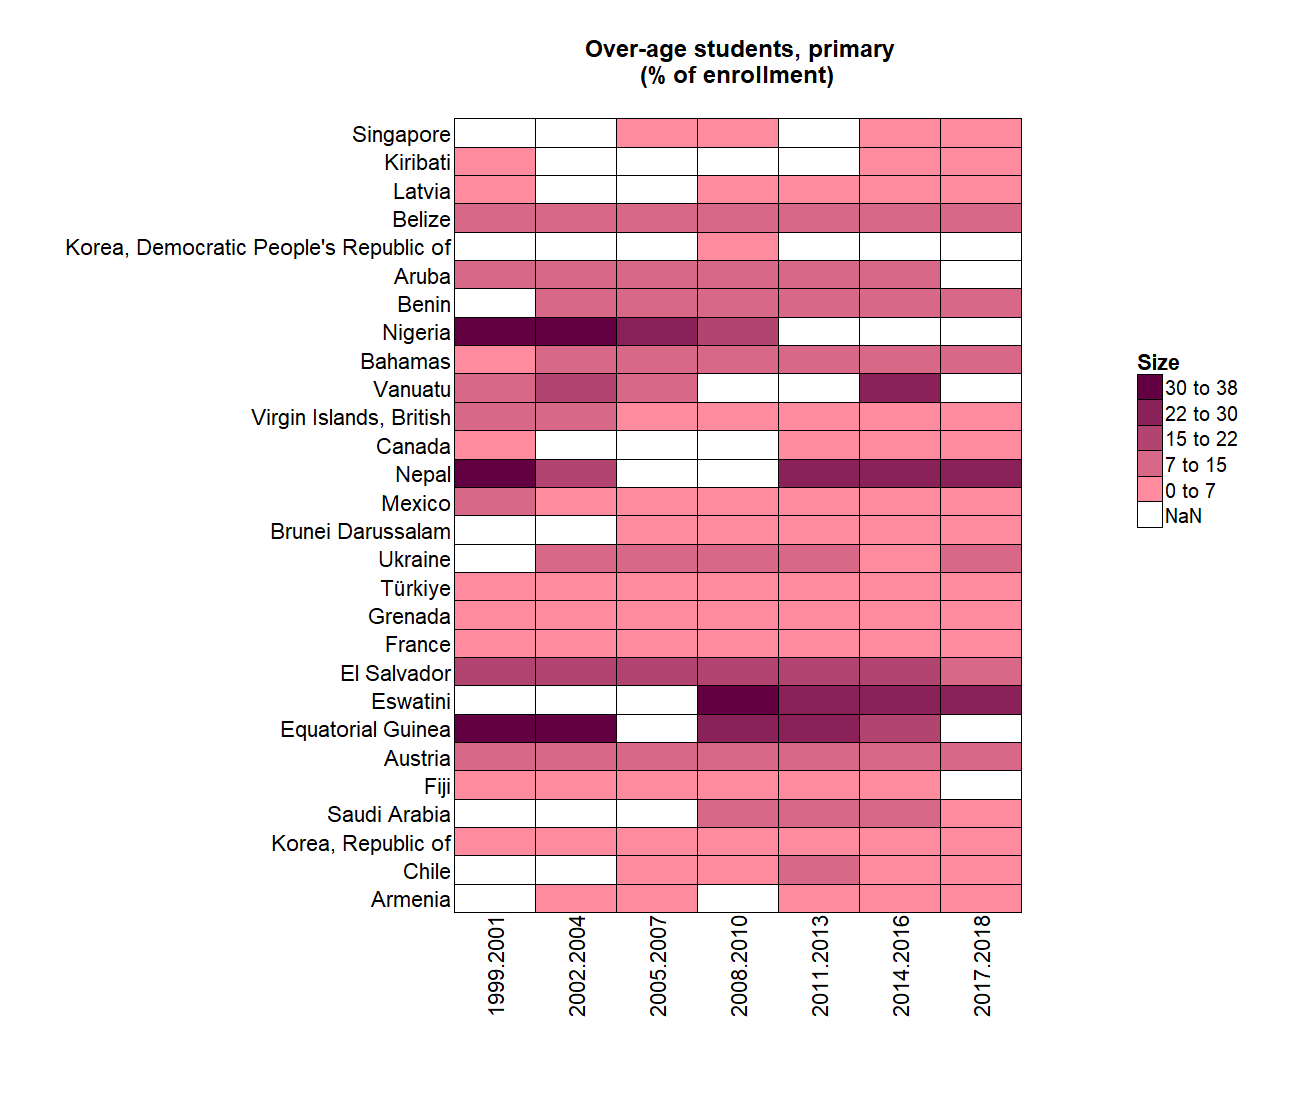 Over-age students, primary
(% of enrollment)
Singapore
Kiribati
Latvia
Belize
Korea, Democratic People's Republic of
Aruba
Benin
Nigeria
Bahamas
Vanuatu
Virgin Islands, British
Canada
Nepal
Mexico
Brunei Darussalam
Ukraine
Türkiye
Grenada
France
El Salvador
Eswatini
Equatorial Guinea
Austria
Fiji
Saudi Arabia
Korea, Republic of
Chile
Armenia
1999.2001
2002.2004
2005.2007
2008.2010
2011.2013
2014.2016
2017.2018
Size
30 to 38
22 to 30
15 to 22
7 to 15
0 to 7
NaN